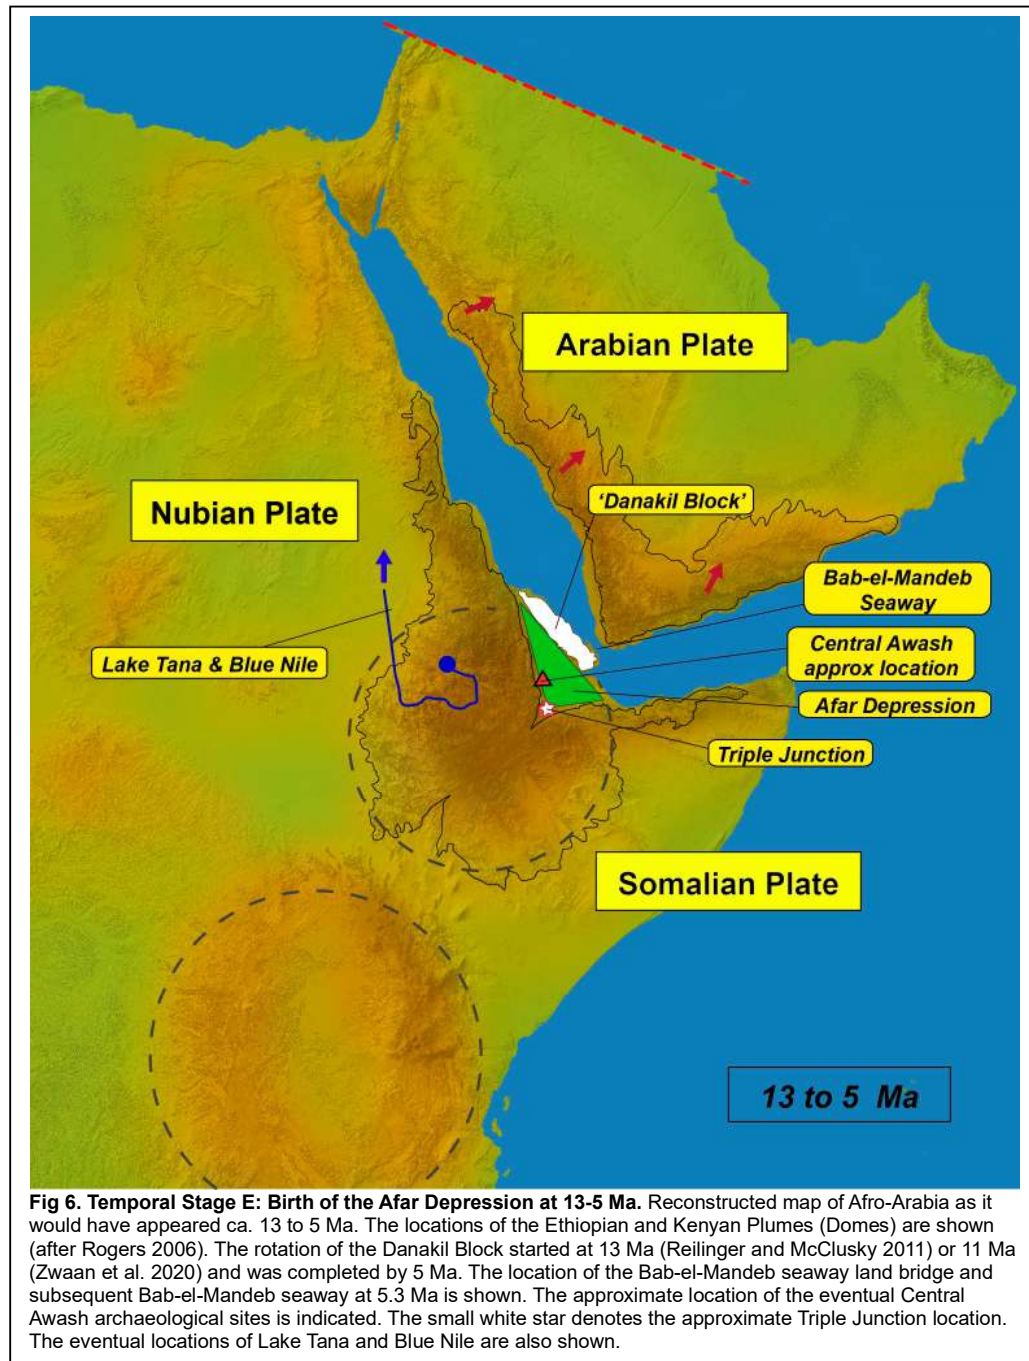 Arabian Plate
Nubian Plate
'Danakil Block'
Bab-el-Mandeb
Seaway
Central Awash
approx location
Lake Tana & Blue Nile
Afar Depression
Triple Junction
Somalian Plate
13 to 5 Ma
Fig 6. Temporal Stage E: Birth of the Afar Depression at 13-5 Ma. Reconstructed map of Afro-Arabia as it
would have appeared ca. 13 to 5 Ma. The locations of the Ethiopian and Kenyan Plumes (Domes) are shown
(after Rogers 2006). The rotation of the Danakil Block started at 13 Ma (Reilinger and McClusky 2011) or 11 Ma
(Zwaan et al. 2020) and was completed by 5 Ma. The location of the Bab-el-Mandeb seaway land bridge and
subsequent Bab-el-Mandeb seaway at 5.3 Ma is shown. The approximate location of the eventual Central
Awash archaeological sites is indicated. The small white star denotes the approximate Triple Junction location.
The eventual locations of Lake Tana and Blue Nile are also shown.